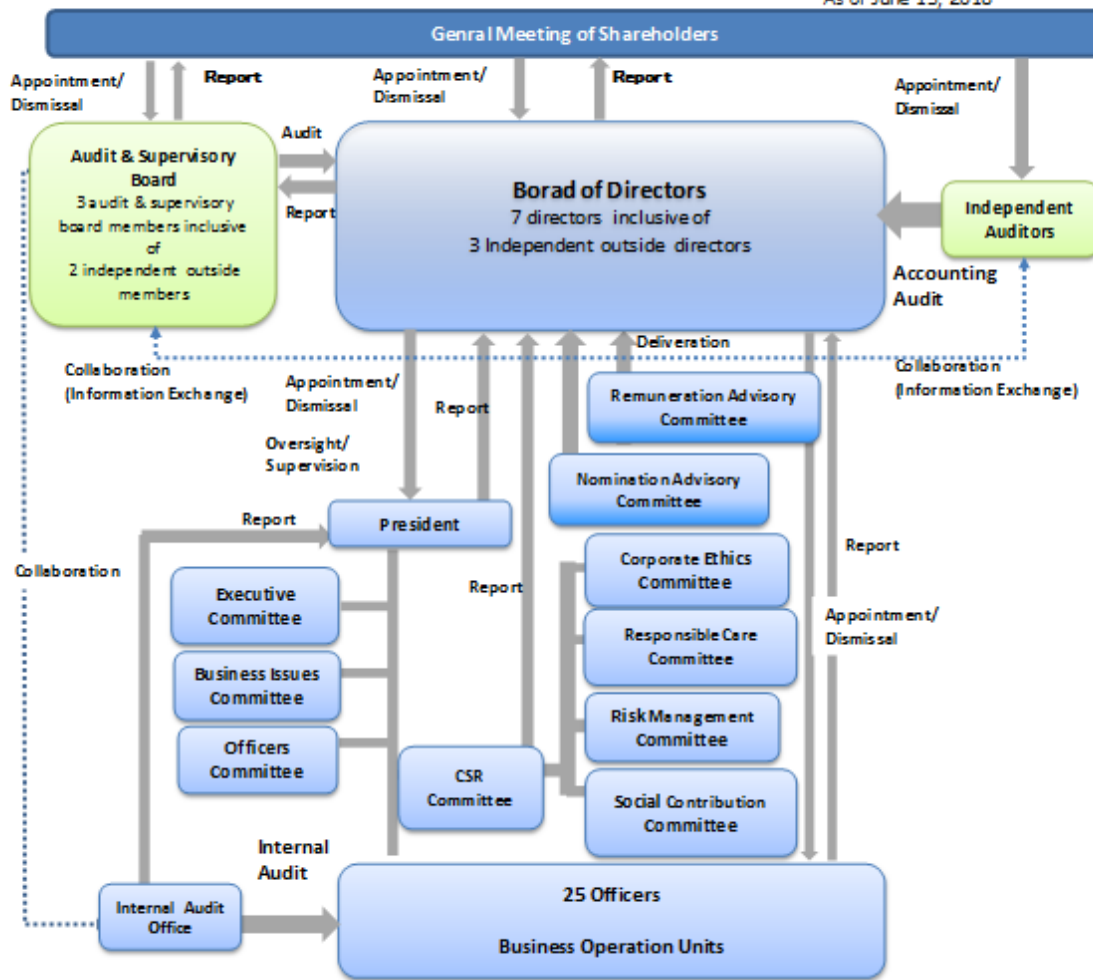 As of June
Genral Meeting of Shareholders
Appointment/
Dismissal
Report
Appointment/
Dismissal
Report
Appointment/
Dismissal
Audit & Supervisory
Board
3 audit & supervisory
board members inclusive
of
2 independent outside
members
Audit
Report
Borad of Directors
7 directors inclusive of
3 Independent outside directors
Independent
Auditors
Accounting
Audit
Collaboration
(Information Exchange)
Deliveration
Collaboration
(Information Exchange)
Appointment/
Dismissal
Oversight/
Supervision
Report
Remuneration Advisory
Committee
Nomination Advisory
Committee
Report
President
Collaboration
Report
Corporate Ethics
Committee
Report
Executive
Committee
Responsible Care
Committee
Appointment/
Dismissal
Business Issues
Committee
Risk Management
Committee
Officers
Committee
CSR
Committee
Social Contribution
Committee
Internal
Audit
Internal Audit
Office
25 Officers
Business Operation Units